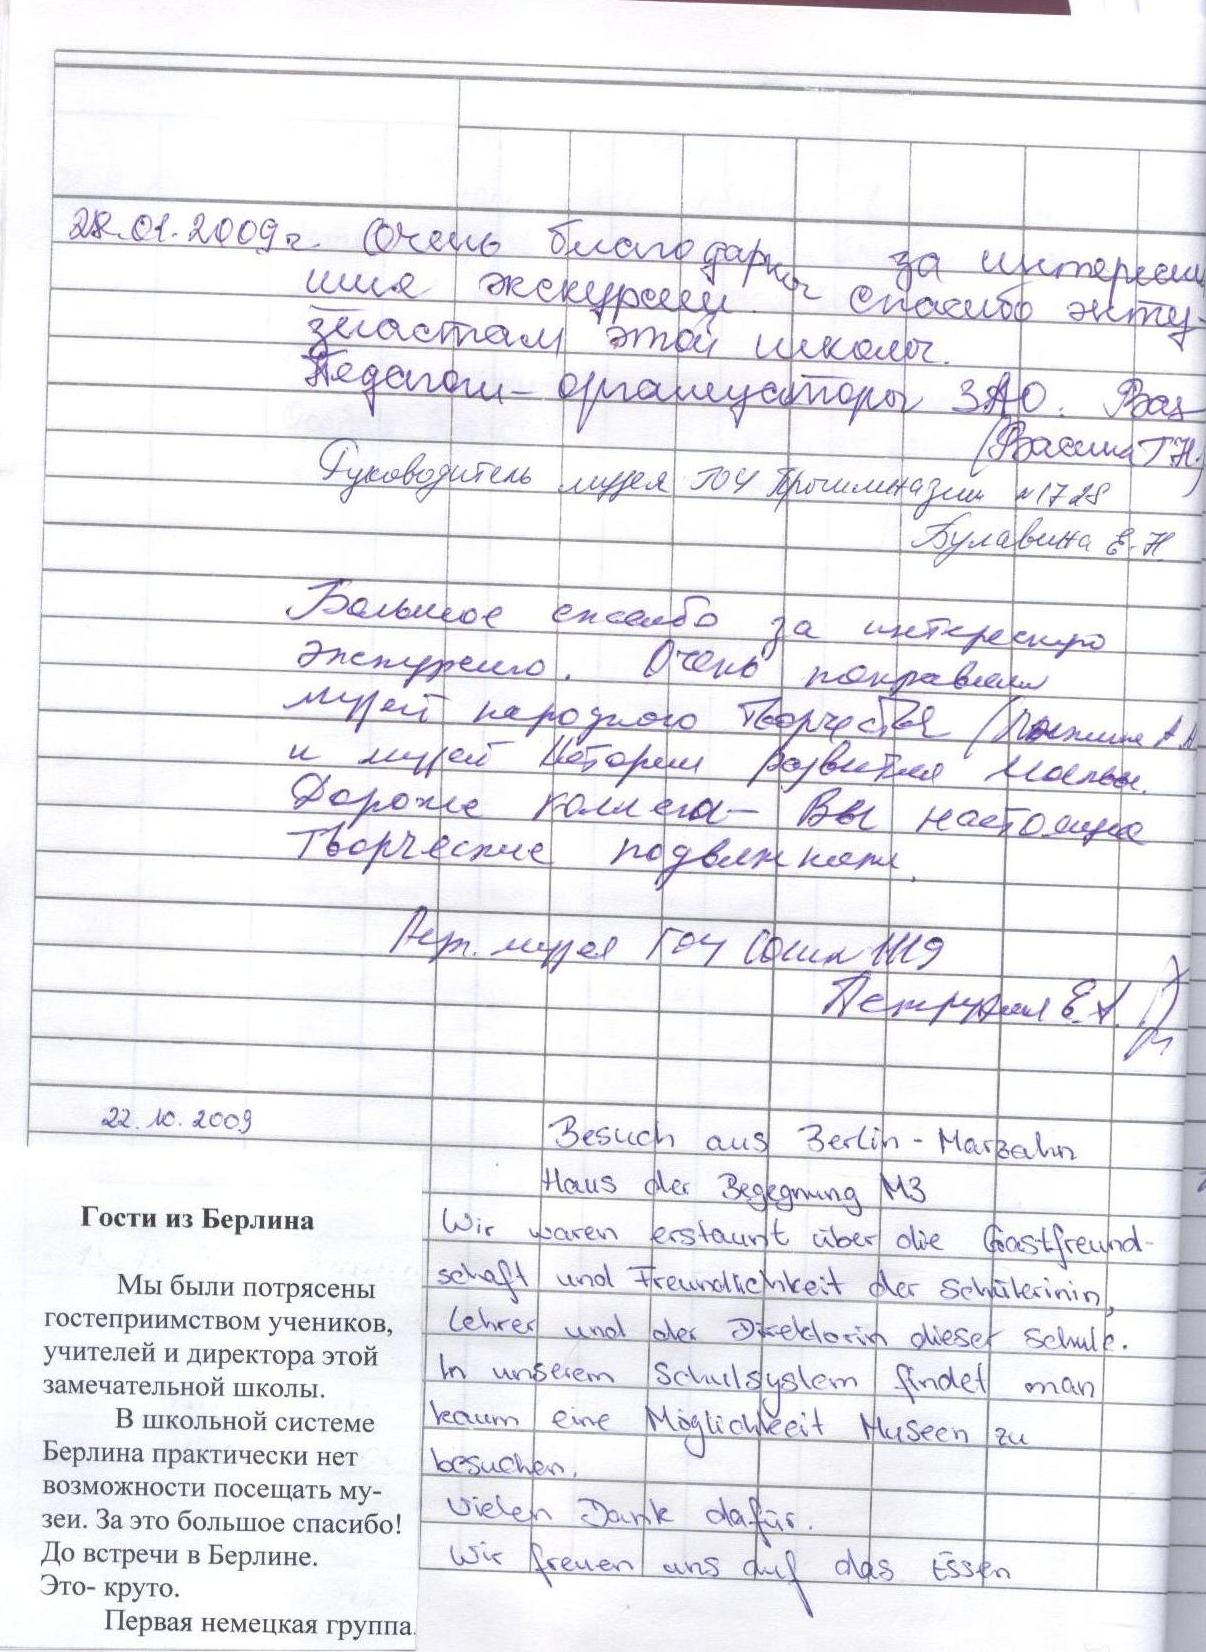 28.01.2009г. Очень благодарны за интересн
ые экскурсии. Спасибо энту-
зиастам этой школы.
Педагоги-организаторы ЗАО.
Руководитель музея ГОУ Прогимназии №1728
Булавина Е.Н.
Большое спасибо за интересную
экскурсию. Очень понравился
музей народного творчества
и музей Истории развития Москвы.
Дорогие коллеги – Вы настоящие
творческие подвижники.
музея ГОУ СОШ 1119
Е.А.
22.10.2009
Besuch aus Berlin-Marzahn
Haus der Begegnung M3
Wir waren erstaunt über die Gastfreund-
schaft und Freundlichkeit der Schülerinin,
Lehrer und der Direktorin dieser Schule.
In unserem Schulsystem findet man
kaum eine Möglichkeit Museen zu
besuchen.
Vielen Dank dafür.
Wir freuen uns auf das Essen
Гости из Берлина
Мы были потрясены
гостеприимством учеников,
учителей и директора этой
замечательной школы.
В школьной системе
Берлина практически нет
возможности посещать му-
зеи. За это большое спасибо!
До встречи в Берлине.
Это- круто.
Первая немецкая группа.